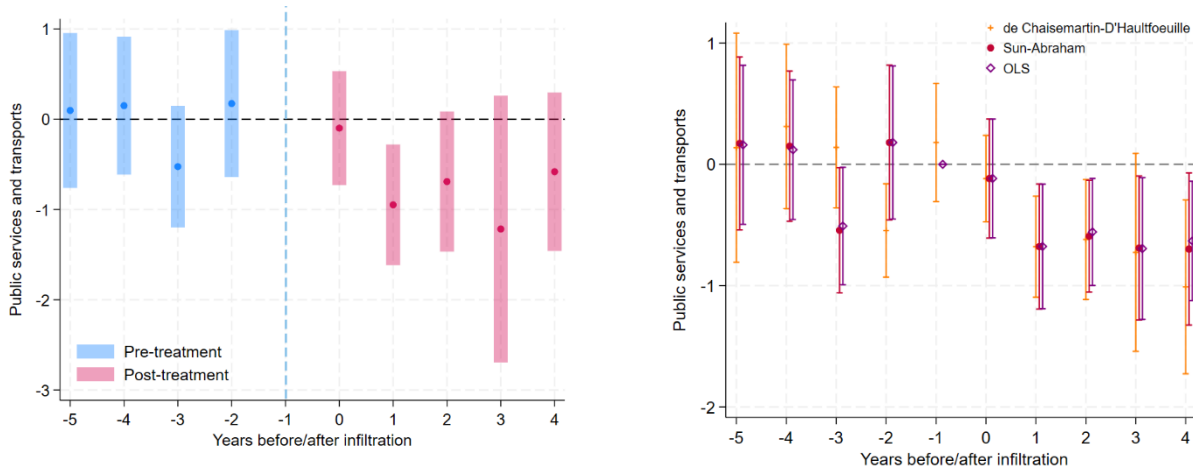 Public services and transports
1
0
-1
-2
-3
Pre-treatment
Post-treatment
-5 -4 -3 -2 -1 0 1 2 3 4
Years before/after infiltration
Public services and transports
1
0
-1
-2
de Chaisemartin-D'Haultfoeuille
Sun-Abraham
OLS
-5 -4 -3 -2 -1 0 1 2 3 4
Years before/after infiltration